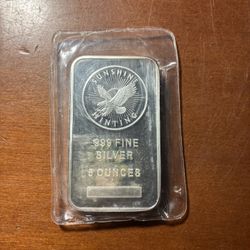 SUNSHINE
MINTING
.999 FINE
SILVER
5 OUNCES